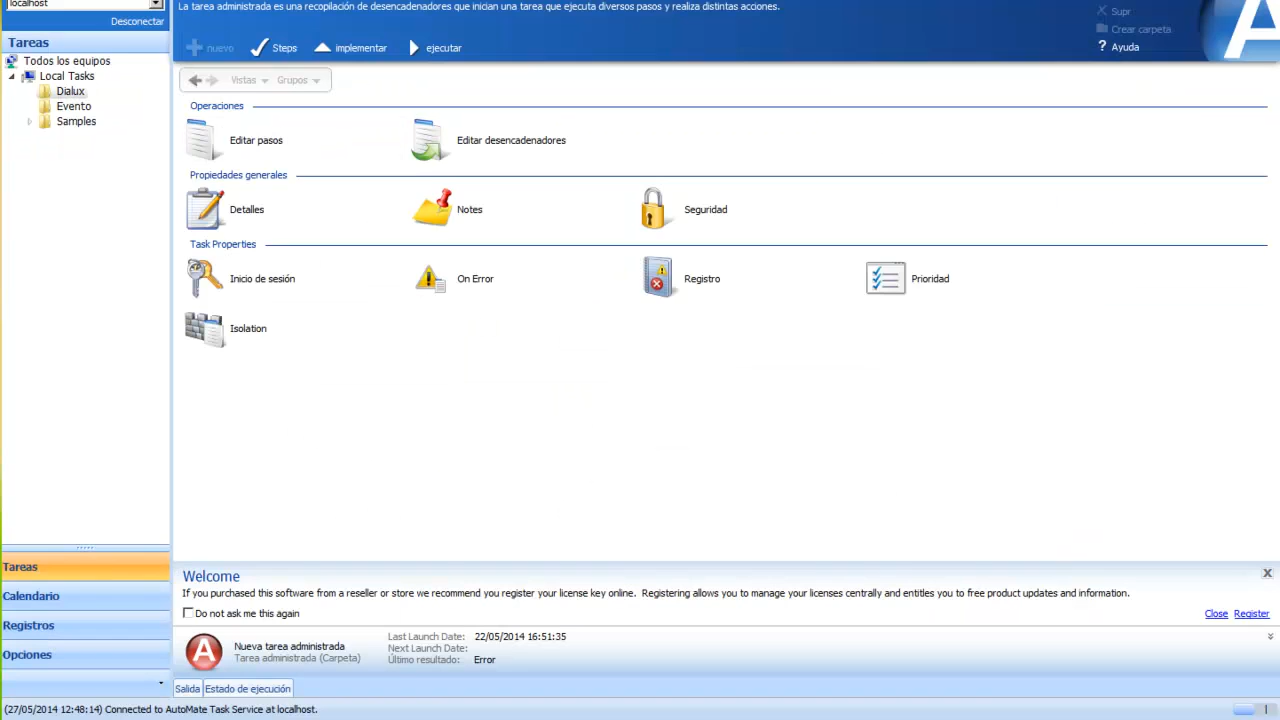 localhost
Desconectar
Tareas
Todos los equipos
Local Tasks
Dialux
Evento
Samples
Tareas
Calendario
Registros
Opciones
La tarea administrada es una recopilación de desencadenadores que inician una tarea que ejecuta diversos pasos y realiza distintas acciones.
nuevo Steps implementar ejecutar
Supr
Crear carpeta
? Ayuda
Vistas Grupos
Operaciones
Editar pasos Editar desencadenadores
Propiedades generales
Detalles Notes Seguridad
Task Properties
Inicio de sesión On Error Registro Prioridad
Isolation
Welcome
If you purchased this software from a reseller or store we recommend you register your license key online. Registering allows you to manage your licenses centrally and entitles you to free product updates and information.
Do not ask me this again
Close Register
A
Nueva tarea administrada
Tarea administrada (Carpeta)
Last Launch Date: 22/05/2014 16:51:35
Next Launch Date:
Último resultado: Error
Salida Estado de ejecución
(27/05/2014 12:48:14) Connected to AutoMate Task Service at localhost.